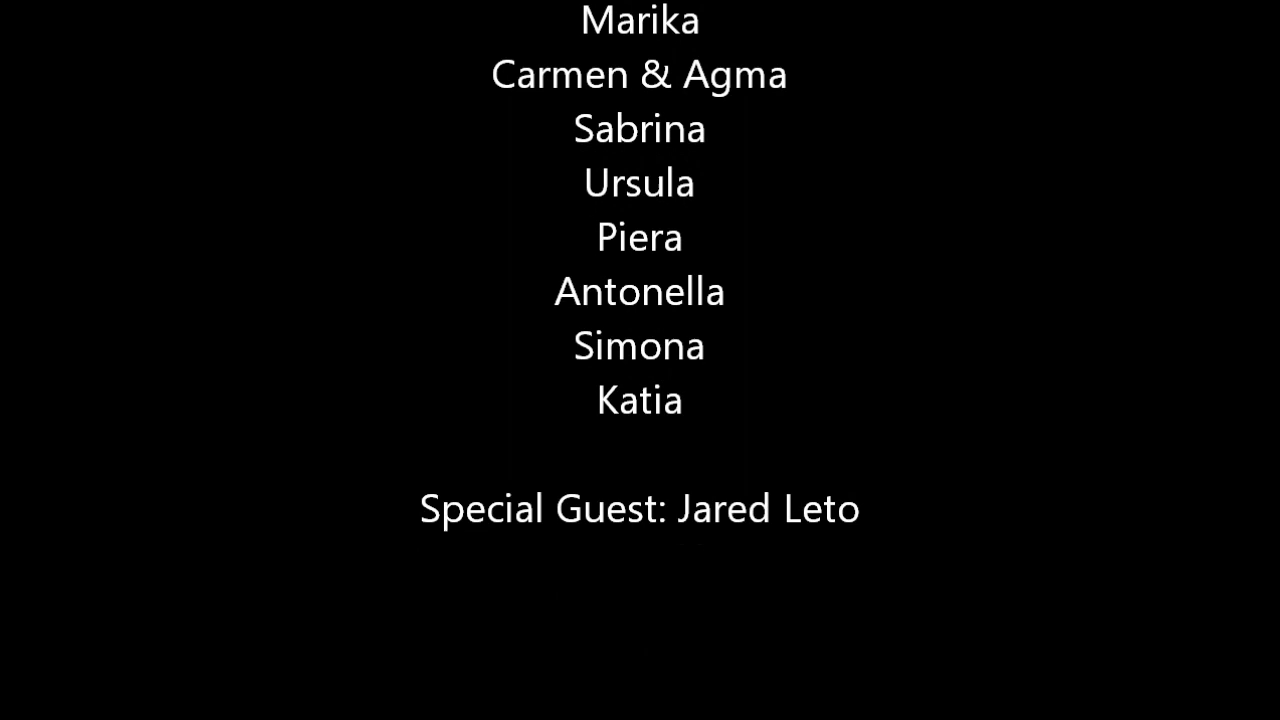 Marika
Carmen & Agma
Sabrina
Ursula
Piera
Antonella
Simona
Katia
Special Guest: Jared Leto